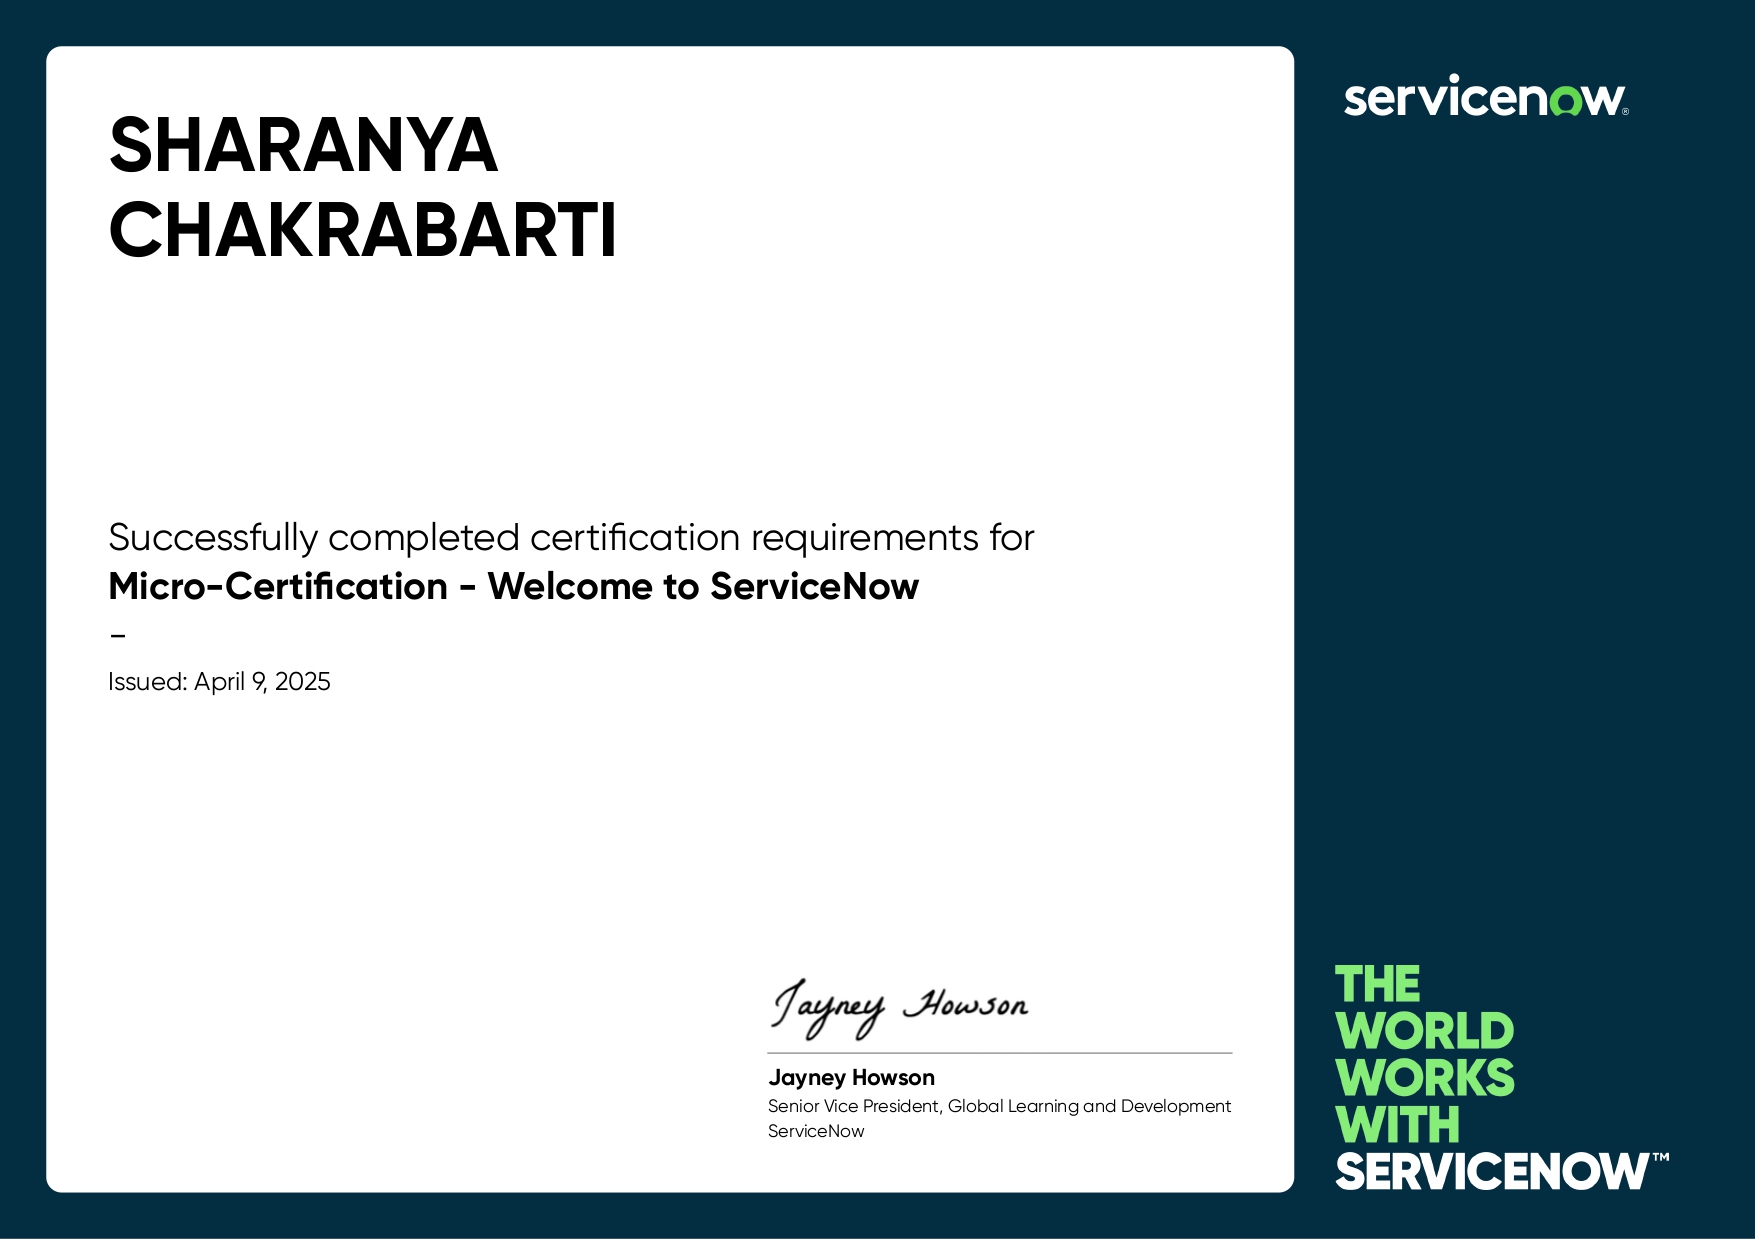 SHARANYA
CHAKRABARTI
Successfully completed certification requirements for
Micro-Certification - Welcome to ServiceNow
–
Issued: April 9, 2025
Jayney Howson
Jayney Howson
Senior Vice President, Global Learning and Development
ServiceNow
servicenow®
THE
WORLD
WORKS
WITH
SERVICENOW™